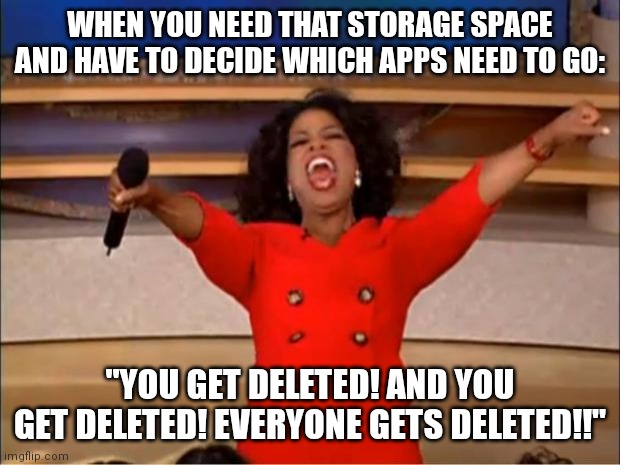 WHEN YOU NEED THAT STORAGE SPACE
AND HAVE TO DECIDE WHICH APPS NEED TO GO:
"YOU GET DELETED! AND YOU
GET DELETED! EVERYONE GETS DELETED!!"
imgflip.com